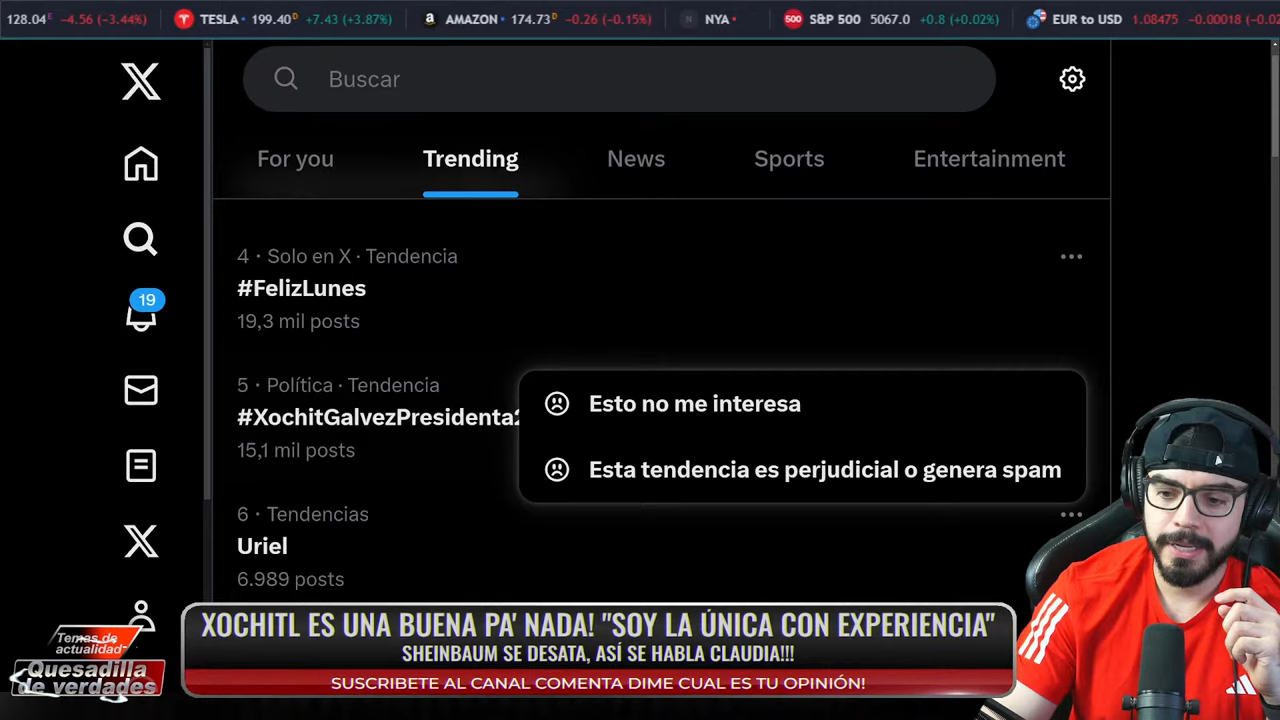 128.04 E -4.56 (-3.44%) TESLA 199.40 D +7.43 (+3.87%) AMAZON 174.73 D -0.26 (-0.15%) N NYA 500 S&P 500 5067.0 +0.8 (+0.02%) EUR to USD 1.08475 -0.00018 (-0.02
Buscar
For you Trending News Sports Entertainment
4 · Solo en X · Tendencia
#FelizLunes
19,3 mil posts
19
5 · Política · Tendencia
#XochitGalvezPresidenta2
15,1 mil posts
Esto no me interesa
Esta tendencia es perjudicial o genera spam
6 · Tendencias
Uriel
6.989 posts
XOCHITL ES UNA BUENA PA' NADA! "SOY LA ÚNICA CON EXPERIENCIA"
SHEINBAUM SE DESATA, ASÍ SE HABLA CLAUDIA!!!
SUSCRIBETE AL CANAL COMENTA DIME CUAL ES TU OPINIÓN!
Temas de
actualidad
Quesadilla
de verdades